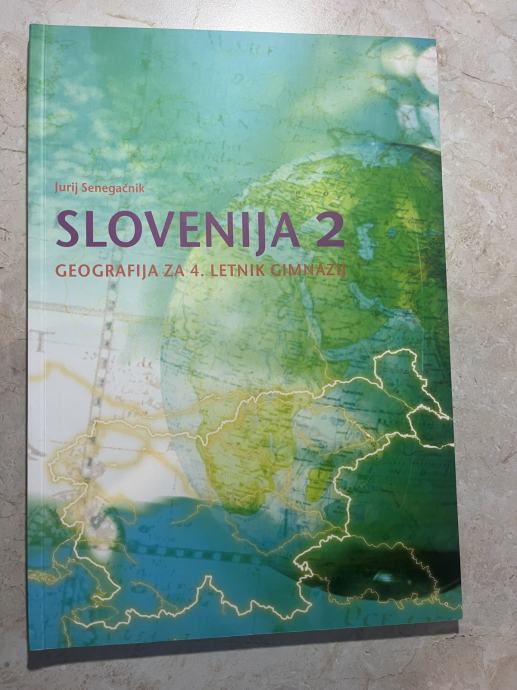 Jurij Senegačnik
SLOVENIJA 2
GEOGRAFIJA ZA 4. LETNIK GIMNAZIJ